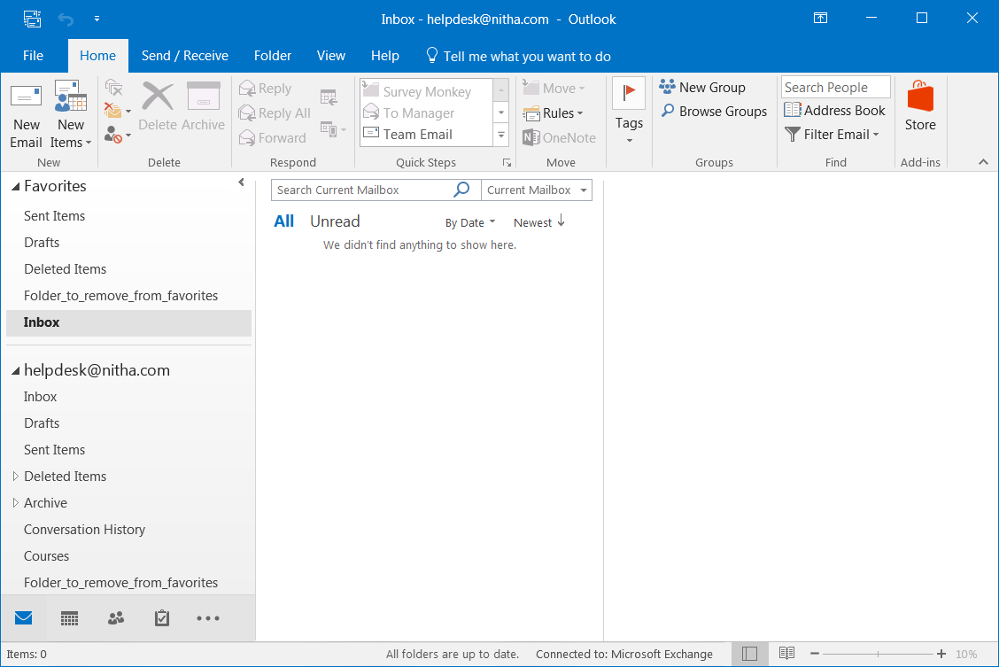 Inbox - helpdesk@nitha.com - Outlook
File Home Send / Receive Folder View Help Tell me what you want to do
New Email
New Items
New
Delete Archive
Delete
Reply
Reply All
Forward
Respond
Survey Monkey
To Manager
Team Email
Quick Steps
Move
Rules
OneNote
Move
Tags
New Group
Browse Groups
Groups
Search People
Address Book
Filter Email
Find
Store
Add-ins
Favorites
Sent Items
Drafts
Deleted Items
Folder_to_remove_from_favorites
Inbox
helpdesk@nitha.com
Inbox
Drafts
Sent Items
Deleted Items
Archive
Conversation History
Courses
Folder_to_remove_from_favorites
Search Current Mailbox Current Mailbox
All Unread By Date Newest
We didn't find anything to show here.
Items: 0 All folders are up to date. Connected to: Microsoft Exchange 10%